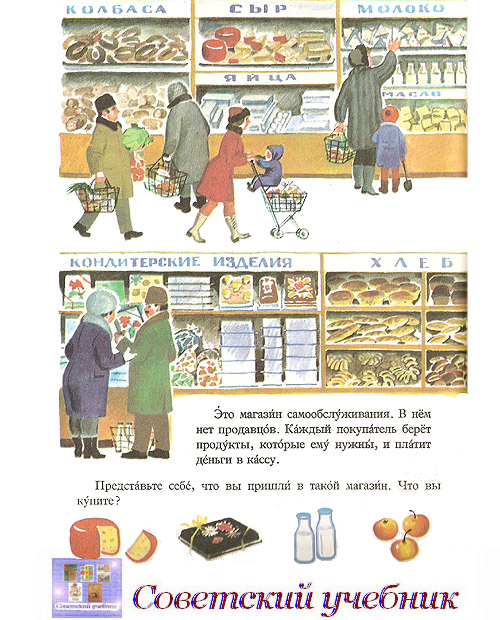 КОЛБАСА СЫР МОЛОКО
ЯЙЦА МАСЛО
КОНДИТЕРСКИЕ ИЗДЕЛИЯ ХЛЕБ
Э́то магази́н самообслу́живания. В нём
нет продавцо́в. Ка́ждый покупа́тель берёт
проду́кты, кото́рые ему́ нужны́, и пла́тит
де́ньги в ка́ссу.
Предста́вьте себе́, что вы пришли́ в тако́й магази́н. Что вы
ку́пите?
Советский учебник
Советский учебник